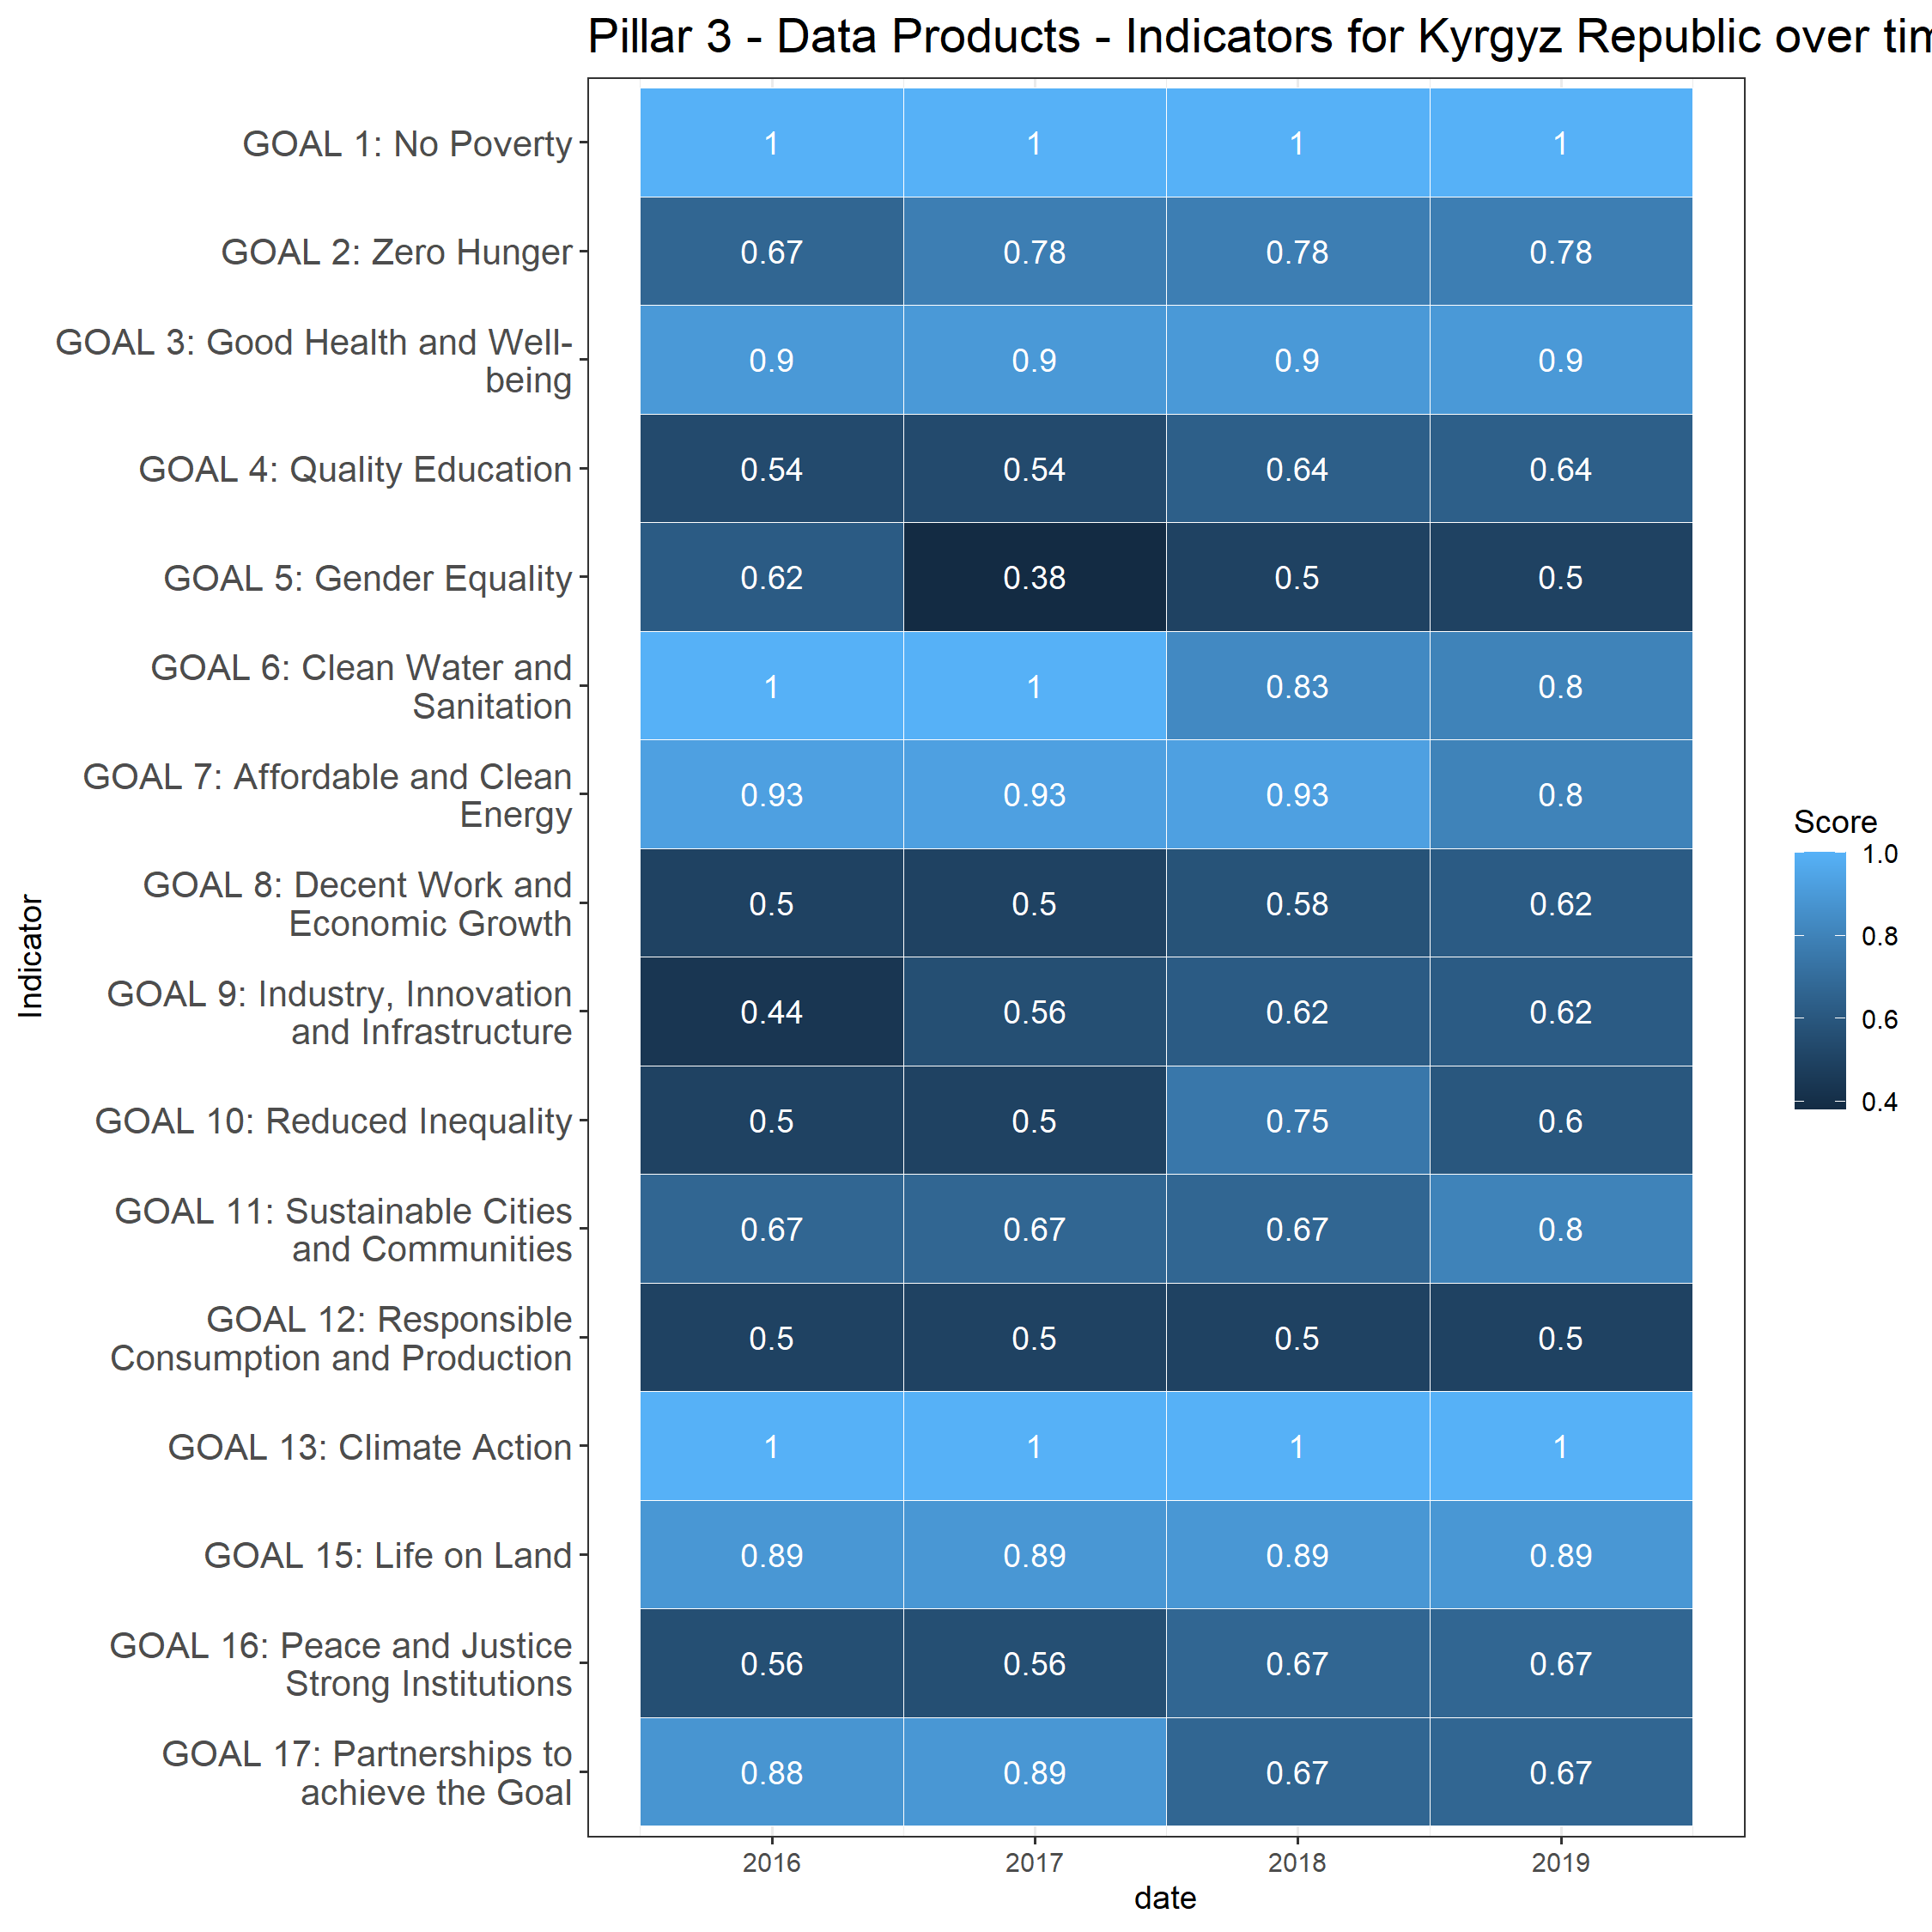 Pillar 3 - Data Products - Indicators for Kyrgyz Republic over tim
GOAL 1: No Poverty
1 1 1 1
GOAL 2: Zero Hunger
0.67 0.78 0.78 0.78
GOAL 3: Good Health and Well-
being
0.9 0.9 0.9 0.9
GOAL 4: Quality Education
0.54 0.54 0.64 0.64
GOAL 5: Gender Equality
0.62 0.38 0.5 0.5
GOAL 6: Clean Water and
Sanitation
1 1 0.83 0.8
GOAL 7: Affordable and Clean
Energy
0.93 0.93 0.93 0.8
GOAL 8: Decent Work and
Economic Growth
0.5 0.5 0.58 0.62
GOAL 9: Industry, Innovation
and Infrastructure
0.44 0.56 0.62 0.62
GOAL 10: Reduced Inequality
0.5 0.5 0.75 0.6
GOAL 11: Sustainable Cities
and Communities
0.67 0.67 0.67 0.8
GOAL 12: Responsible
Consumption and Production
0.5 0.5 0.5 0.5
GOAL 13: Climate Action
1 1 1 1
GOAL 15: Life on Land
0.89 0.89 0.89 0.89
GOAL 16: Peace and Justice
Strong Institutions
0.56 0.56 0.67 0.67
GOAL 17: Partnerships to
achieve the Goal
0.88 0.89 0.67 0.67
2016 2017 2018 2019
date
Indicator
Score
1.0
0.8
0.6
0.4